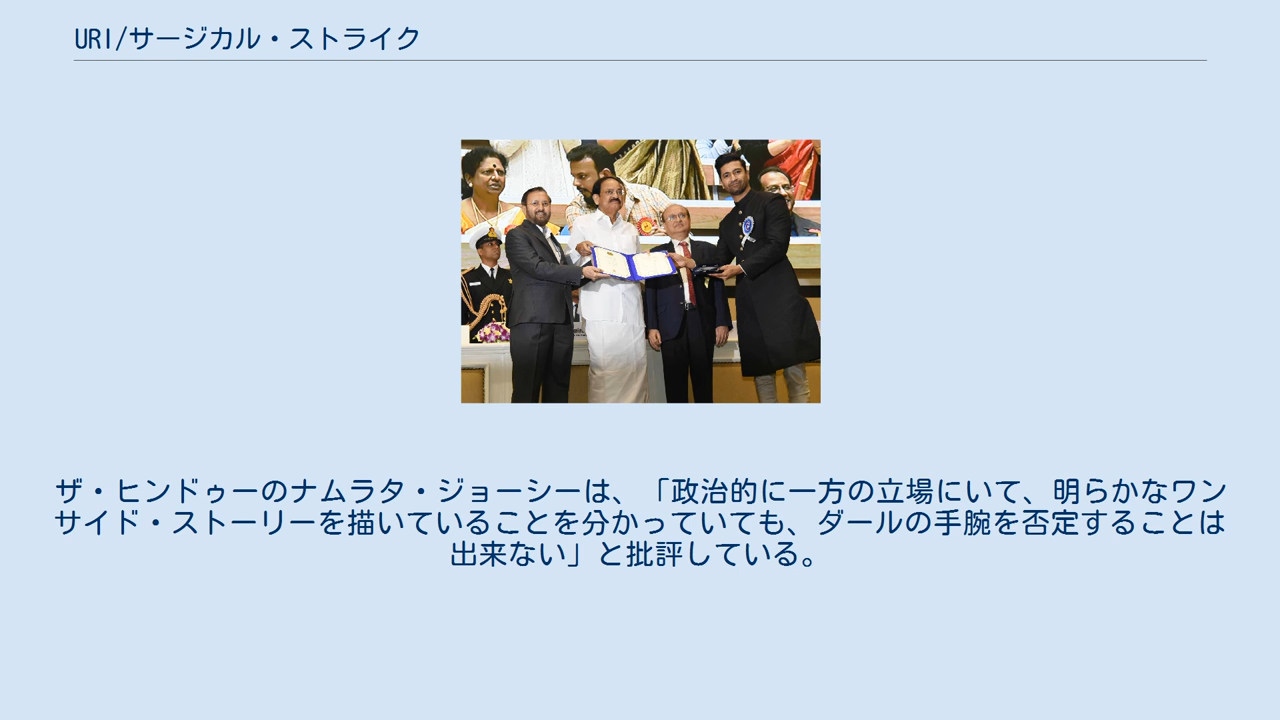 URI/サージカル・ストライク
ザ・ヒンドゥーのナムラタ・ジョーシーは、「政治的に一方の立場にいて、明らかなワン
サイド・ストーリーを描いていることを分かっていても、ダールの手腕を否定することは
出来ない」と批評している。